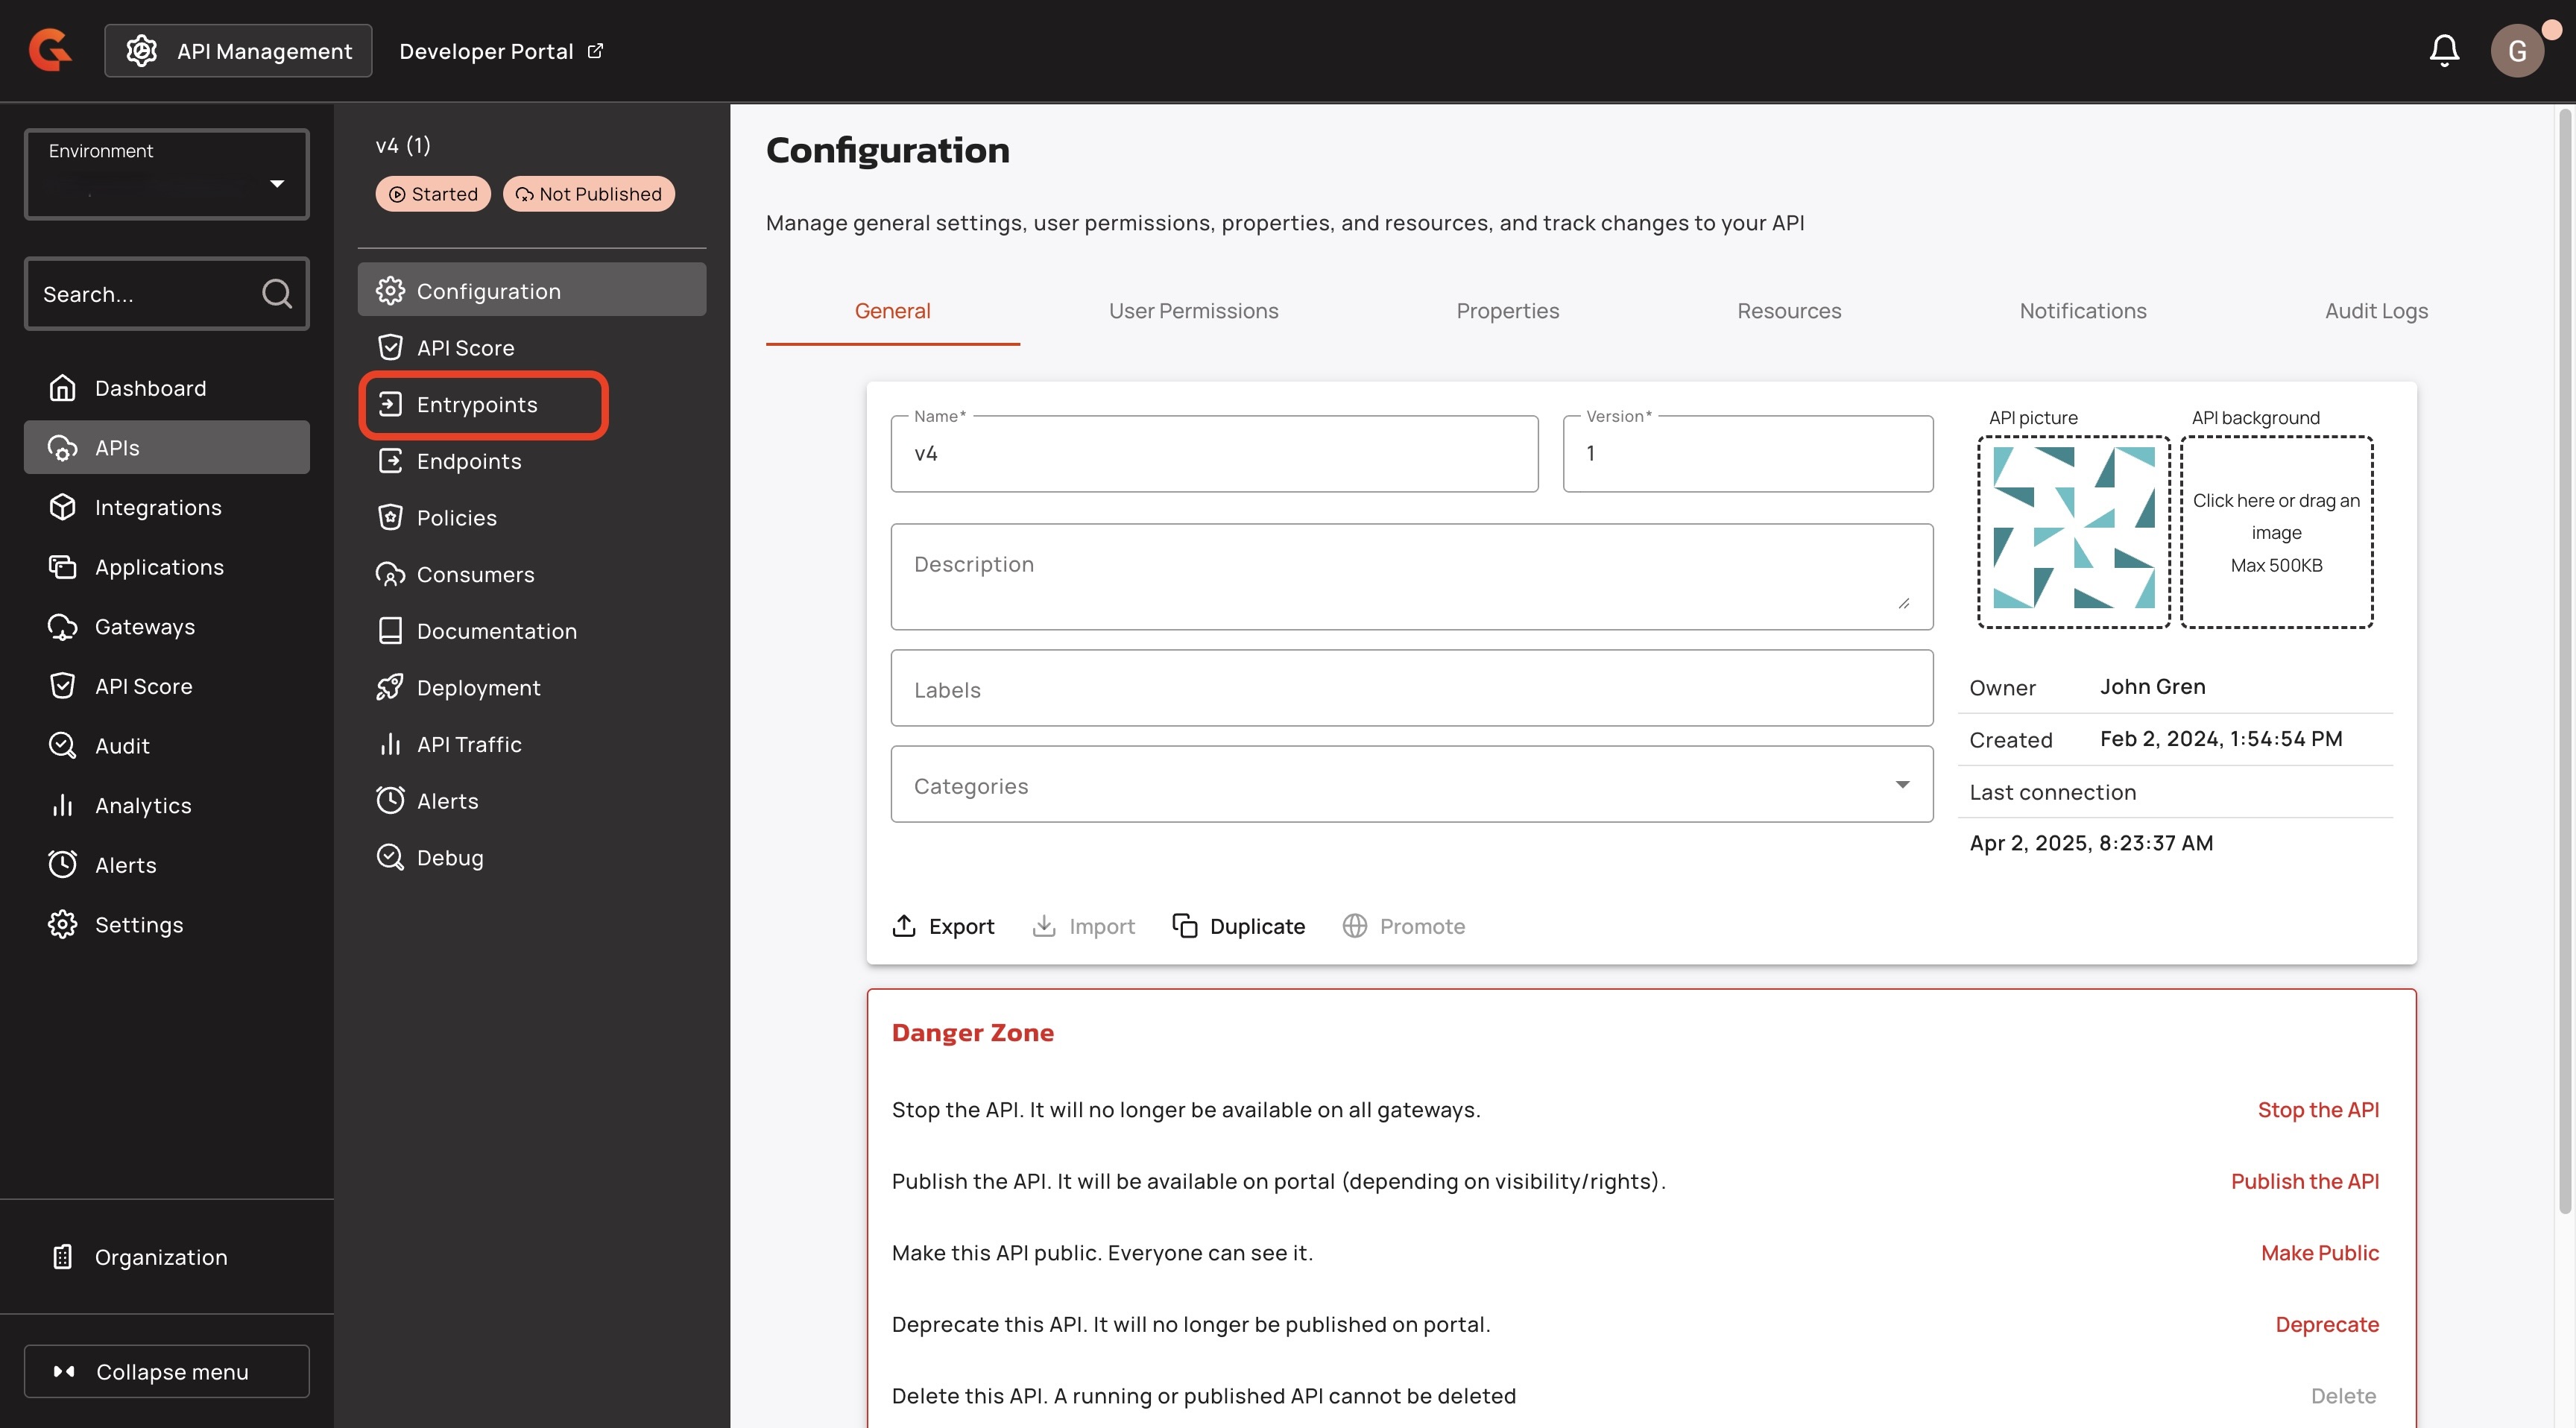 API Management
Developer Portal
G
Environment
Search...
Dashboard
APIs
Integrations
Applications
Gateways
API Score
Audit
Analytics
Alerts
Settings
Organization
Collapse menu
v4 (1)
Started
Not Published
Configuration
API Score
Entrypoints
Endpoints
Policies
Consumers
Documentation
Deployment
API Traffic
Alerts
Debug
Configuration
Manage general settings, user permissions, properties, and resources, and track changes to your API
General
User Permissions
Properties
Resources
Notifications
Audit Logs
Name*
v4
Version*
1
Description
Labels
Categories
API picture
API background
Click here or drag an
image
Max 500KB
Owner John Gren
Created Feb 2, 2024, 1:54:54 PM
Last connection
Apr 2, 2025, 8:23:37 AM
Export
Import
Duplicate
Promote
Danger Zone
Stop the API. It will no longer be available on all gateways.
Stop the API
Publish the API. It will be available on portal (depending on visibility/rights).
Publish the API
Make this API public. Everyone can see it.
Make Public
Deprecate this API. It will no longer be published on portal.
Deprecate
Delete this API. A running or published API cannot be deleted
Delete